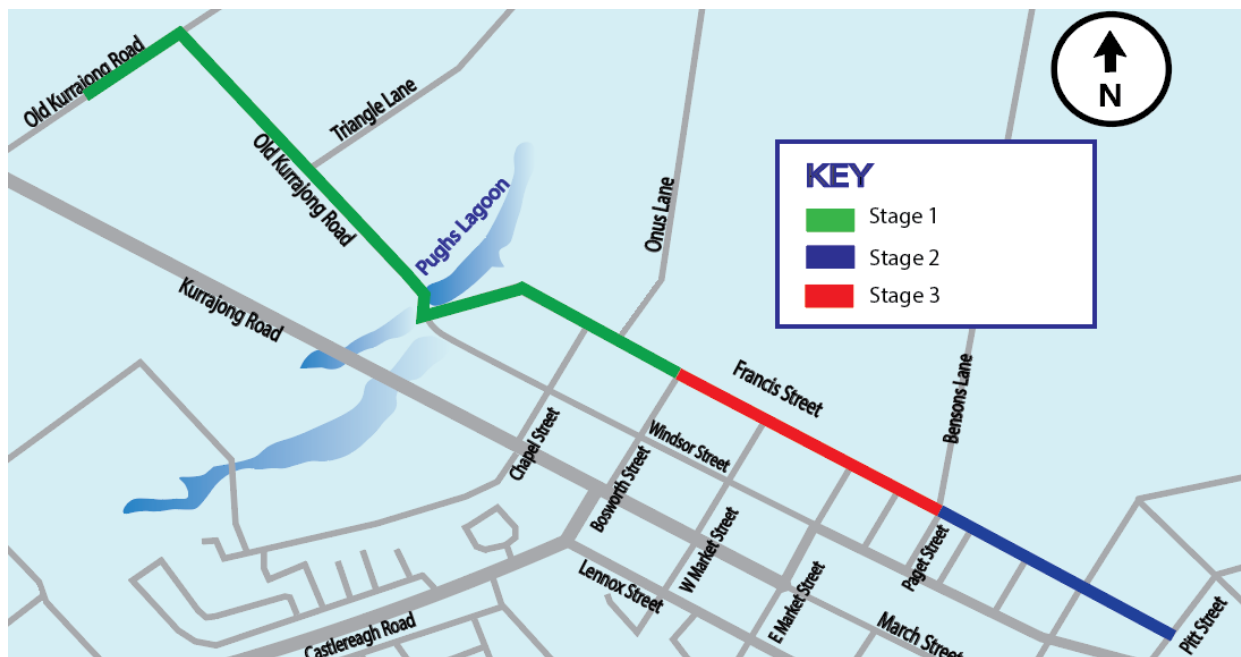 Old Kurrajong Road
Triangle Lane
Old Kurrajong Road
Pughs Lagoon
Onus Lane
N
KEY
Stage 1
Stage 2
Stage 3
Kurrajong Road
Francis Street
Bensons Lane
Chapel Street
Windsor Street
Bosworth Street
W Market Street
Paget Street
Lennox Street
E Market Street
March Street
Pitt Street
Castlereagh Road